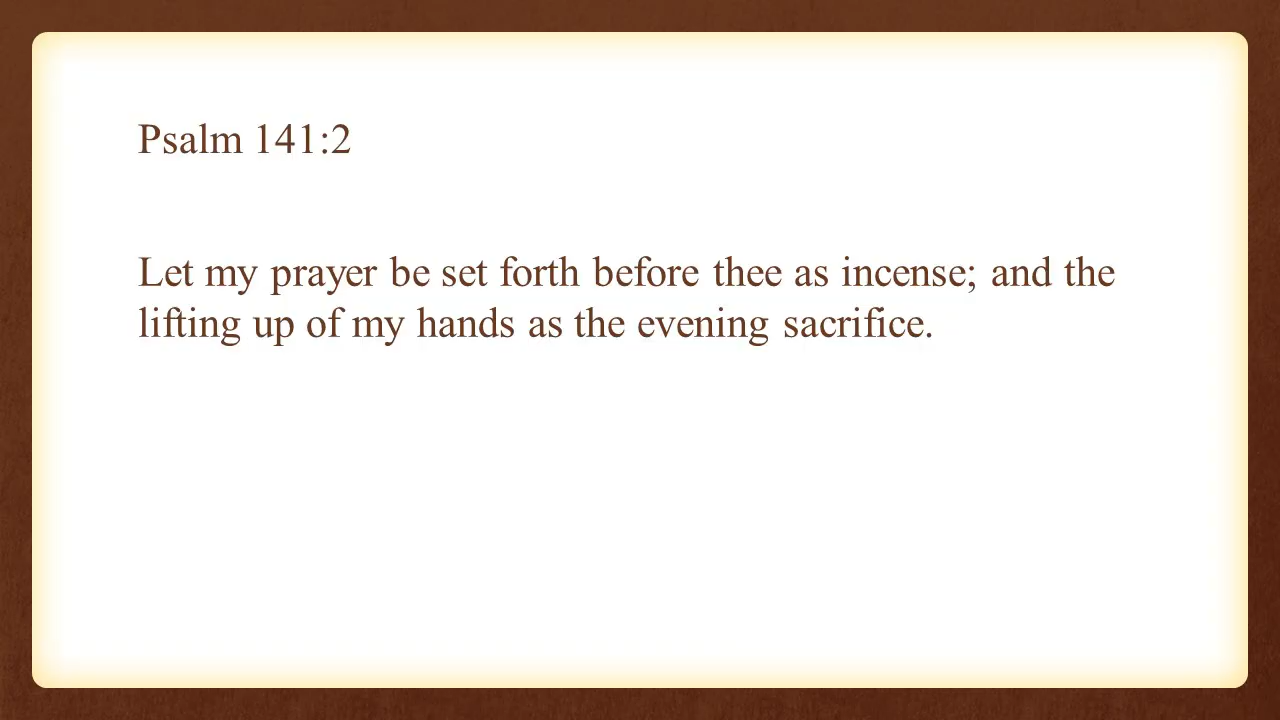 Psalm 141:2
Let my prayer be set forth before thee as incense; and the
lifting up of my hands as the evening sacrifice.